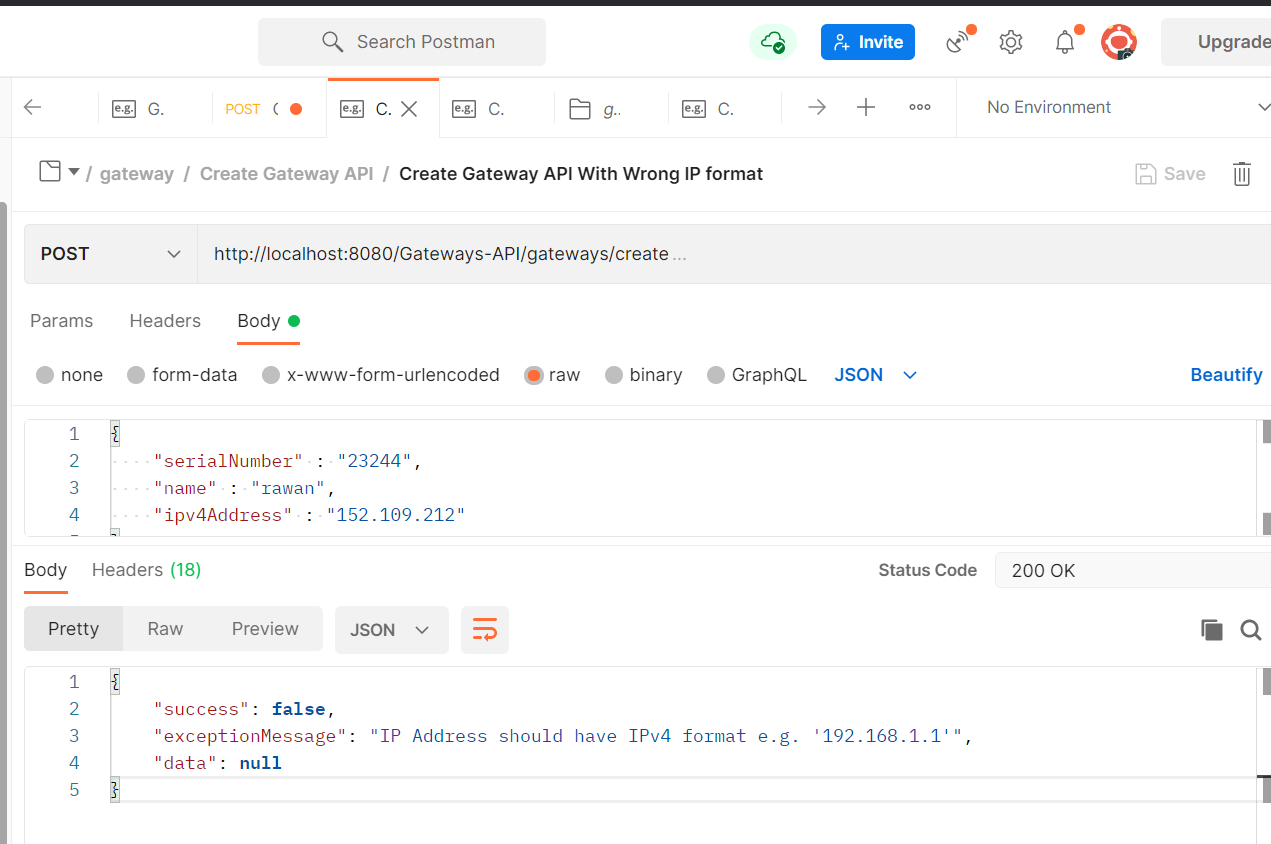 Search Postman
Invite
Upgrade
e.g. G.
POST
e.g. C.
e.g. C.
g..
e.g. C.
No Environment
/ gateway / Create Gateway API / Create Gateway API With Wrong IP format
Save
POST
http://localhost:8080/Gateways-API/gateways/create ...
Params Headers Body
none form-data x-www-form-urlencoded raw binary GraphQL JSON Beautify
1 {
2 "serialNumber" : "23244",
3 "name" : "rawan",
4 "ipv4Address" : "152.109.212"
Body Headers (18) Status Code 200 OK
Pretty Raw Preview JSON
1 {
2 "success": false,
3 "exceptionMessage": "IP Address should have IPv4 format e.g. '192.168.1.1'",
4 "data": null
5 }